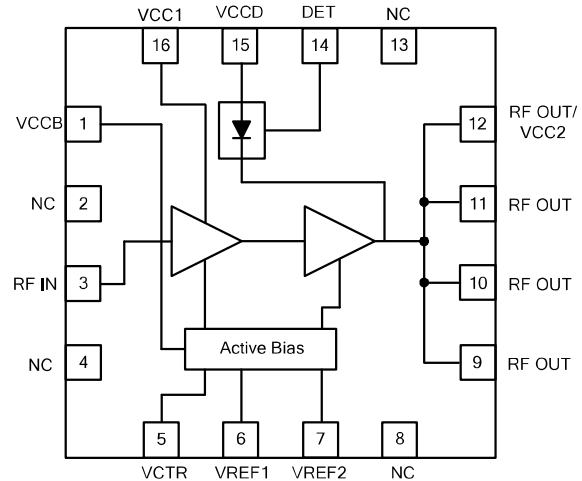 VCC1 VCCD DET NC
16 15 14 13
VCCB 1
12 RF OUT/
VCC2
NC 2
11 RF OUT
RF IN 3
10 RF OUT
Active Bias
NC 4
9 RF OUT
5 6 7 8
VCTR VREF1 VREF2 NC